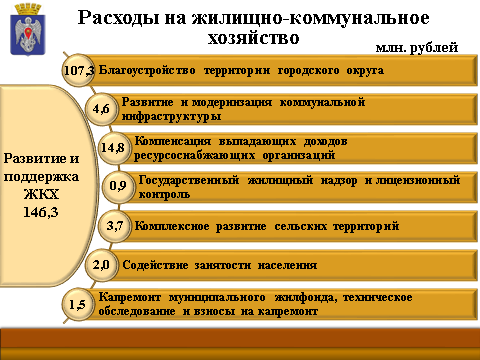 Расходы на жилищно-коммунальное
хозяйство
млн. рублей
107,3 Благоустройство территории городского округа
4,6 Развитие и модернизация коммунальной
инфраструктуры
14,8 Компенсация выпадающих доходов
ресурсоснабжающих организаций
Развитие и
поддержка
ЖКХ
146,3
0,9 Государственный жилищный надзор и лицензионный
контроль
3,7 Комплексное развитие сельских территорий
2,0 Содействие занятости населения
1,5 Капремонт муниципального жилфонда, техническое
обследование и взносы на капремонт